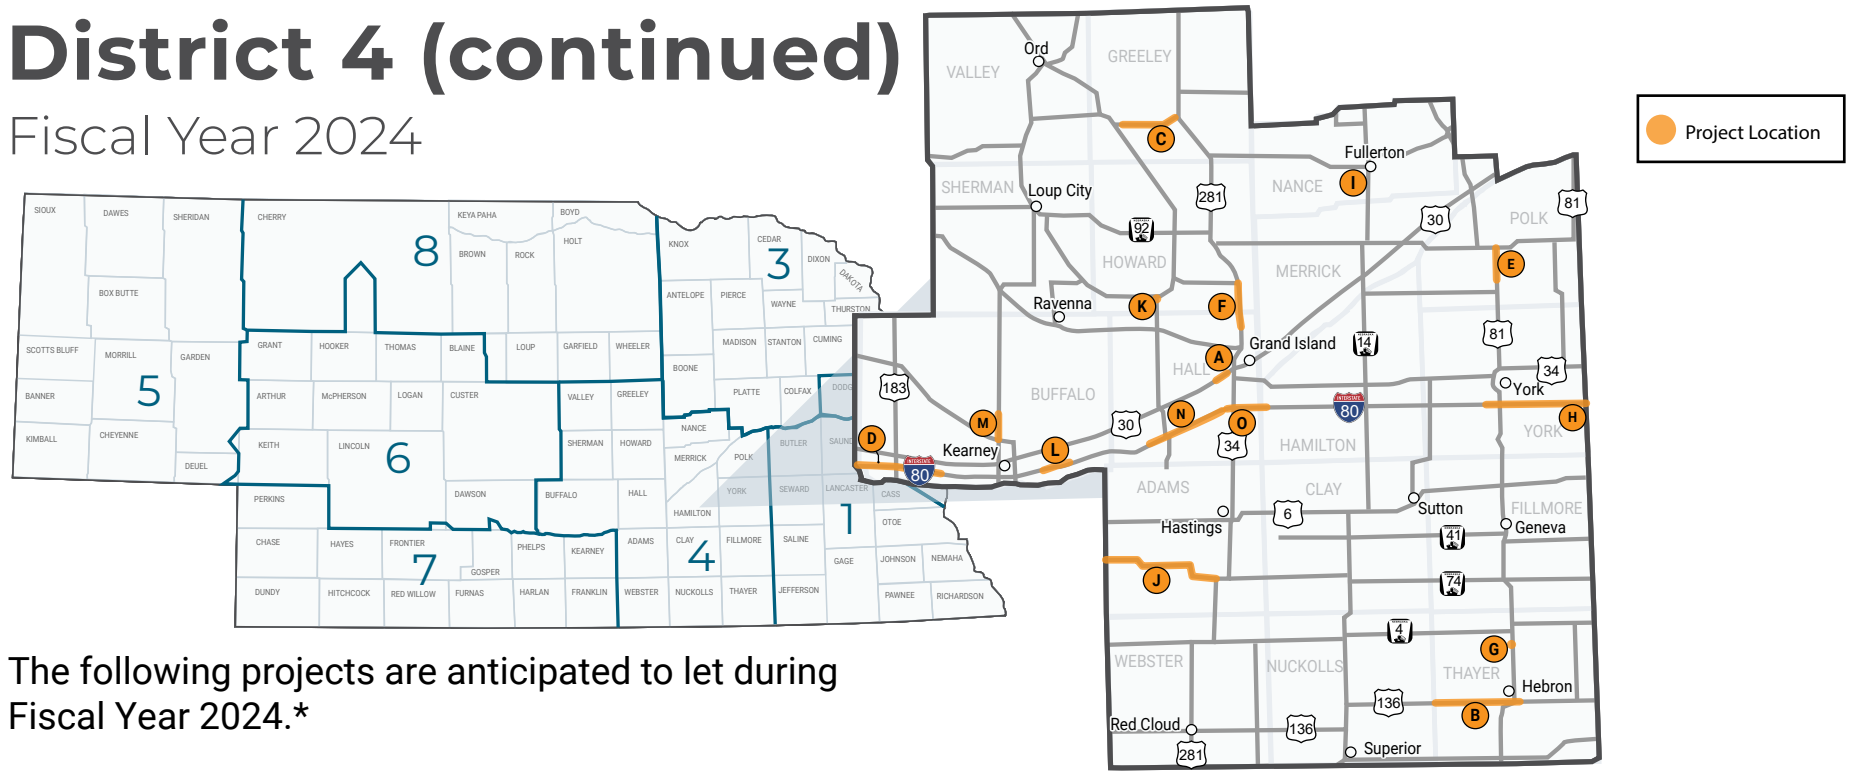 District 4 (continued)
Fiscal Year 2024
SIOUX
DAWES
SHERIDAN
CHERRY
KEYA PAHA
BOYD
8
BROWN
ROCK
HOLT
KNOX
CEDAR
3
DIXON
DAKOTA
BOX BUTTE
ANTELOPE
PIERCE
WAYNE
THURSTON
SCOTTS BLUFF
MORRILL
GARDEN
GRANT
HOOKER
THOMAS
BLAINE
LOUP
GARFIELD
WHEELER
MADISON
STANTON
CUMING
BOONE
BANNER
5
ARTHUR
McPHERSON
LOGAN
CUSTER
VALLEY
GREELEY
PLATTE
COLFAX
KIMBALL
CHEYENNE
DEUEL
KEITH
LINCOLN
6
SHERMAN
HOWARD
NANCE
MERRICK
POLK
BUTLER
PERKINS
DAWSON
BUFFALO
HALL
HAMILTON
YORK
SEWARD
LANCASTER
CASS
1
OTOE
CHASE
HAYES
FRONTIER
7
GOSPER
PHELPS
KEARNEY
ADAMS
CLAY
4
FILLMORE
SALINE
GAGE
JOHNSON
NEMAHA
DUNDY
HITCHCOCK
RED WILLOW
FURNAS
HARLAN
FRANKLIN
WEBSTER
NUCKOLLS
THAYER
JEFFERSON
PAWNEE
RICHARDSON
The following projects are anticipated to let during
Fiscal Year 2024.*
Ord
VALLEY
GREELEY
C
Fullerton
NANCE
I
SHERMAN
Loup City
281
92
30
81
POLK
HOWARD
MERRICK
E
Ravenna
K
F
81
14
Grand Island
A
HALL
34
183
BUFFALO
York
INTERSTATE
80
M
30
N
O
H
YORK
D
Kearney
L
34
HAMILTON
INTERSTATE
80
ADAMS
CLAY
Hastings
6
Sutton
FILLMORE
Geneva
41
J
74
4
G
WEBSTER
NUCKOLLS
THAYER
Hebron
136
B
Red Cloud
136
281
Superior
Project Location